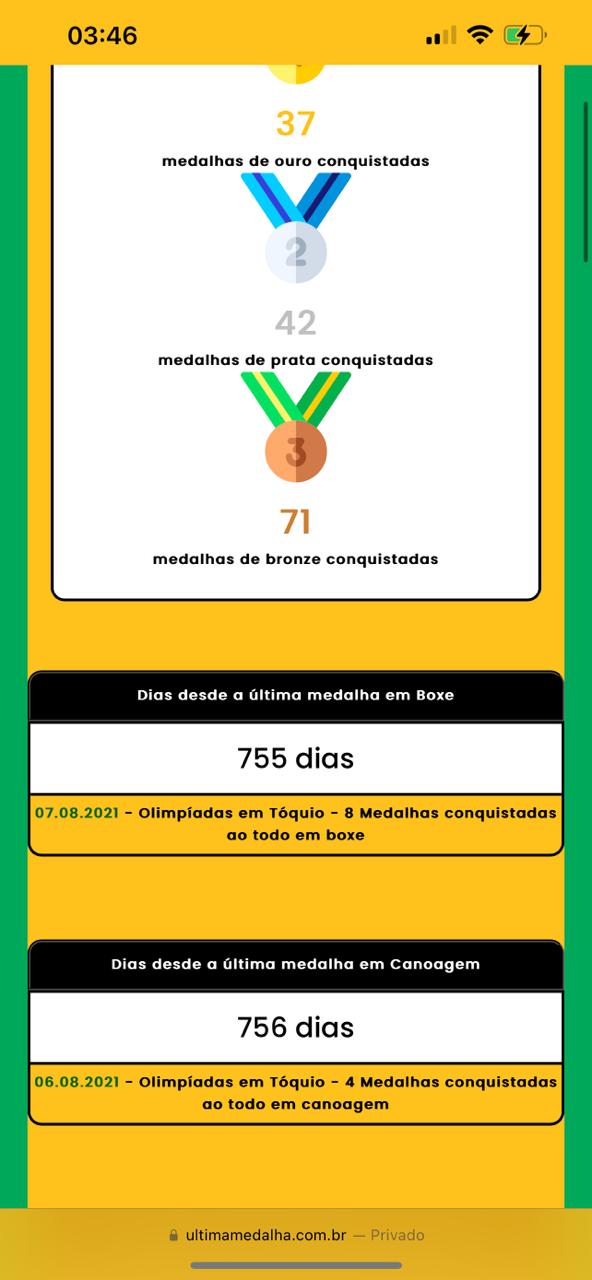 03:46
37
medalhas de ouro conquistadas
2
42
medalhas de prata conquistadas
3
71
medalhas de bronze conquistadas
Dias desde a última medalha em Boxe
755 dias
07.08.2021 - Olimpíadas em Tóquio - 8 Medalhas conquistadas
ao todo em boxe
Dias desde a última medalha em Canoagem
756 dias
06.08.2021 - Olimpíadas em Tóquio - 4 Medalhas conquistadas
ao todo em canoagem
ultimamedalha.com.br — Privado